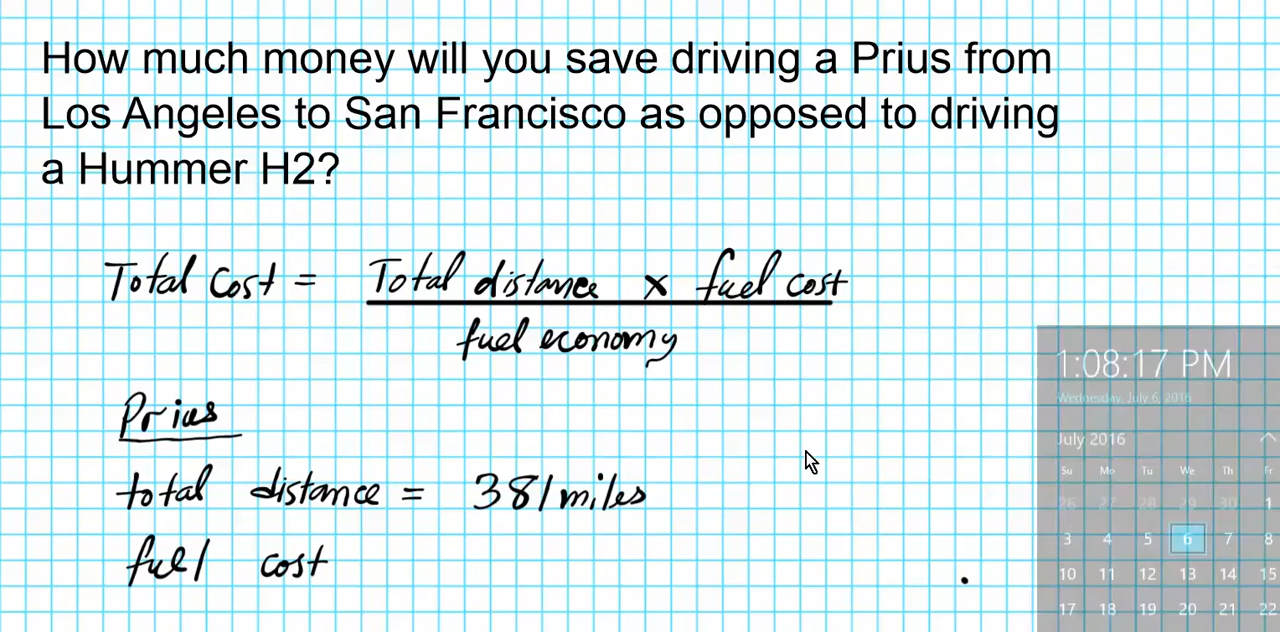 How much money will you save driving a Prius from
Los Angeles to San Francisco as opposed to driving
a Hummer H2?
Total Cost = Total distance x fuel cost
fuel economy
Prius
total distance = 381 miles
fuel cost
1:08:17 PM
Wednesday, July 6, 2016
July 2016
Su Mo Tu We Th Fr
26 27 28 29 30 1
3 4 5 6 7 8
10 11 12 13 14 15
17 18 19 20 21 22